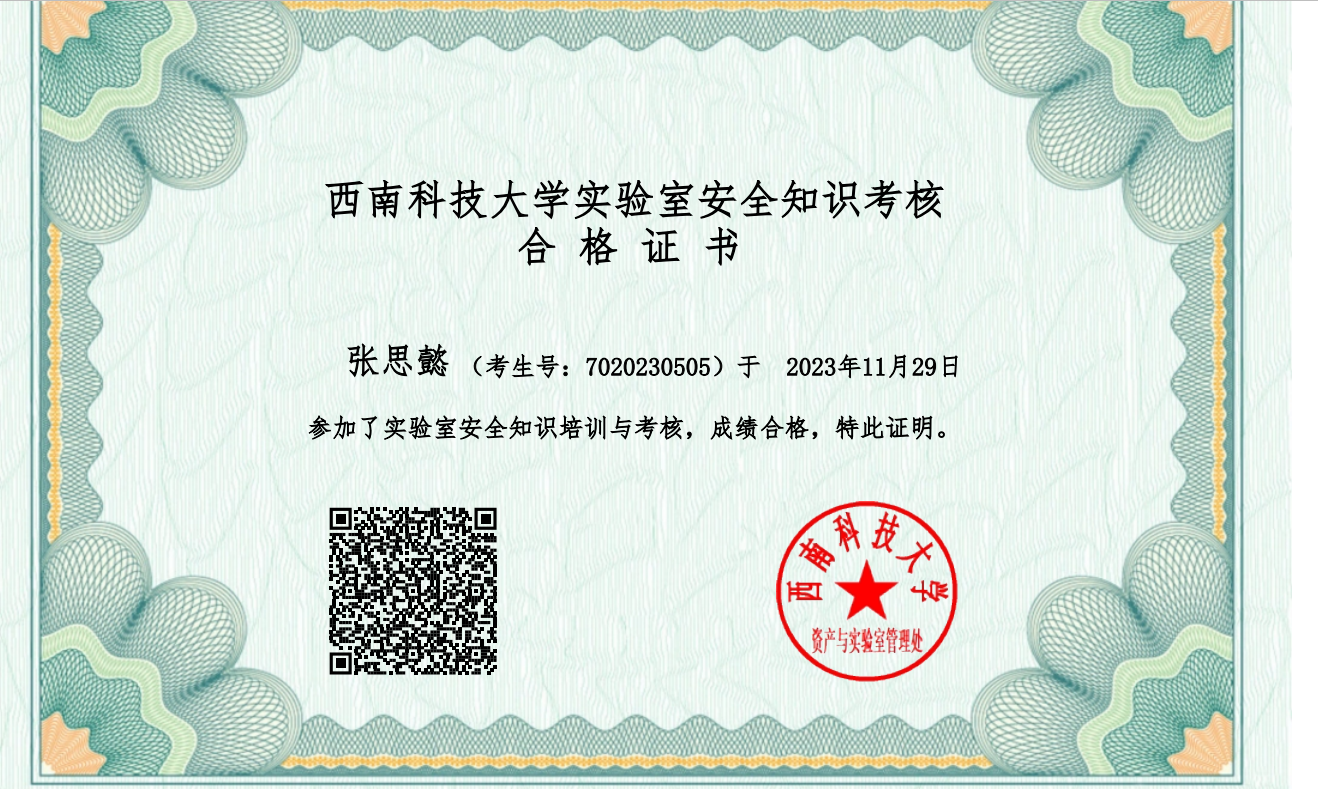 西南科技大学实验室安全知识考核
合格证书
张思懿（考生号：7020230505）于 2023年11月29日
参加了实验室安全知识培训与考核，成绩合格，特此证明。
西南科技大学
资产与实验室管理处